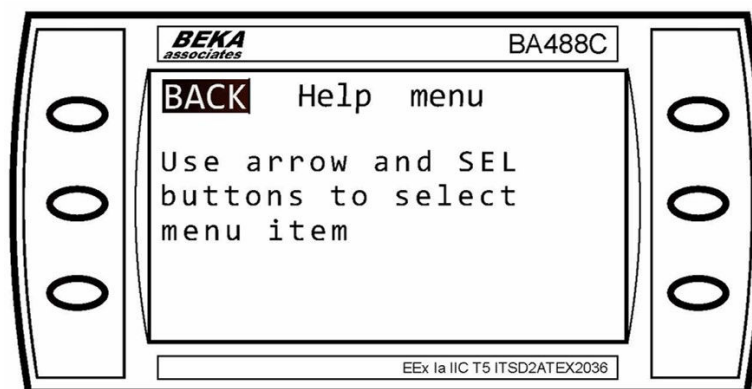 BEKA
associates
BA488C
BACK Help menu
Use arrow and SEL
buttons to select
menu item
EEx Ia IIC T5 ITSD2ATEX2036